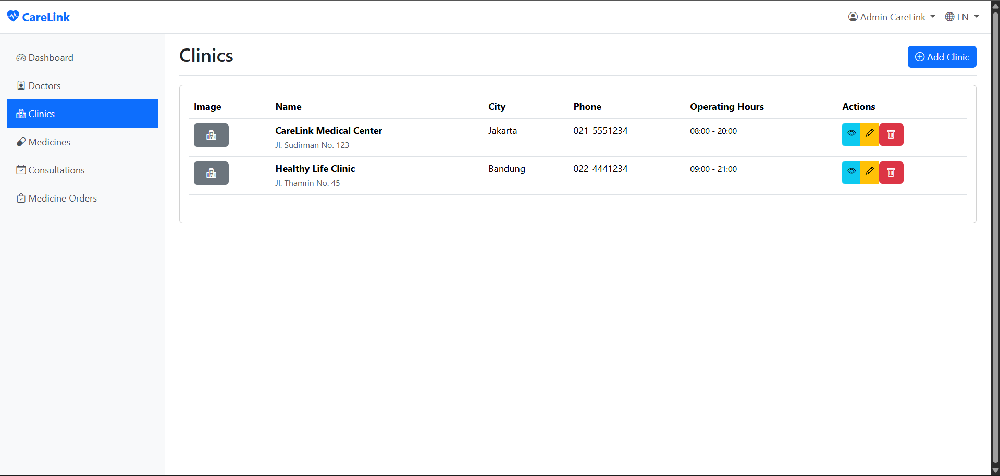 CareLink
Admin CareLink
EN
Dashboard
Doctors
Clinics
Medicines
Consultations
Medicine Orders
Clinics
Add Clinic
Image Name City Phone Operating Hours Actions
CareLink Medical Center Jakarta 021-5551234 08:00 - 20:00
Jl. Sudirman No. 123
Healthy Life Clinic Bandung 022-4441234 09:00 - 21:00
Jl. Thamrin No. 45